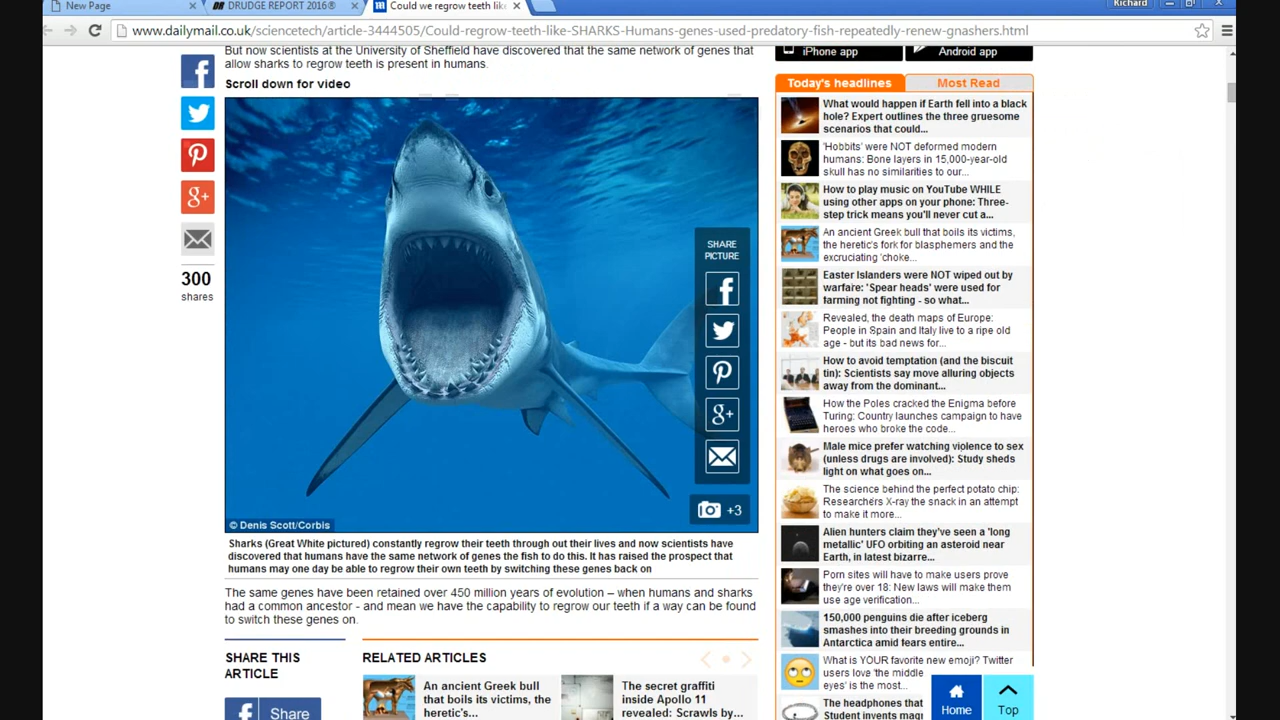 New Page
DRUDGE REPORT 2016®
Could we regrow teeth lik
Richard
www.dailymail.co.uk/sciencetech/article-3444505/Could-regrow-teeth-like-SHARKS-Humans-genes-used-predatory-fish-repeatedly-renew-gnashers.html
But now scientists at the University of Sheffield have discovered that the same network of genes that
allow sharks to regrow teeth is present in humans.
Scroll down for video
300
shares
SHARE
PICTURE
+3
© Denis Scott/Corbis
Sharks (Great White pictured) constantly regrow their teeth through out their lives and now scientists have
discovered that humans have the same network of genes the fish to do this. It has raised the prospect that
humans may one day be able to regrow their own teeth by switching these genes back on
The same genes have been retained over 450 million years of evolution – when humans and sharks
had a common ancestor - and mean we have the capability to regrow our teeth if a way can be found
to switch these genes on.
SHARE THIS
ARTICLE
Share
RELATED ARTICLES
An ancient Greek bull
that boils its victims, the
heretic's...
The secret graffiti
inside Apollo 11
revealed: Scrawls by...
iPhone app
Android app
Today's headlines
Most Read
What would happen if Earth fell into a black
hole? Expert outlines the three gruesome
scenarios that could...
'Hobbits' were NOT deformed modern
humans: Bone layers in 15,000-year-old
skull has no similarities to our...
How to play music on YouTube WHILE
using other apps on your phone: Three-
step trick means you'll never cut a...
An ancient Greek bull that boils its victims,
the heretic's fork for blasphemers and the
excruciating 'choke...
Easter Islanders were NOT wiped out by
warfare: 'Spear heads' were used for
farming not fighting - so what...
Revealed, the death maps of Europe:
People in Spain and Italy live to a ripe old
age - but its bad news for...
How to avoid temptation (and the biscuit
tin): Scientists say move alluring objects
away from the dominant...
How the Poles cracked the Enigma before
Turing: Country launches campaign to have
heroes who broke the code...
Male mice prefer watching violence to sex
(unless drugs are involved): Study sheds
light on what goes on...
The science behind the perfect potato chip:
Researchers X-ray the snack in an attempt
to make it more...
Alien hunters claim they've seen a 'long
metallic' UFO orbiting an asteroid near
Earth, in latest bizarre...
Porn sites will have to make users prove
they're over 18: New laws will make them
use age verification...
150,000 penguins die after iceberg
smashes into their breeding grounds in
Antarctica amid fears entire...
What is YOUR favorite new emoji? Twitter
users love 'the middle
eyes' is the most...
The headphones that
Student invents mag
Home
Top